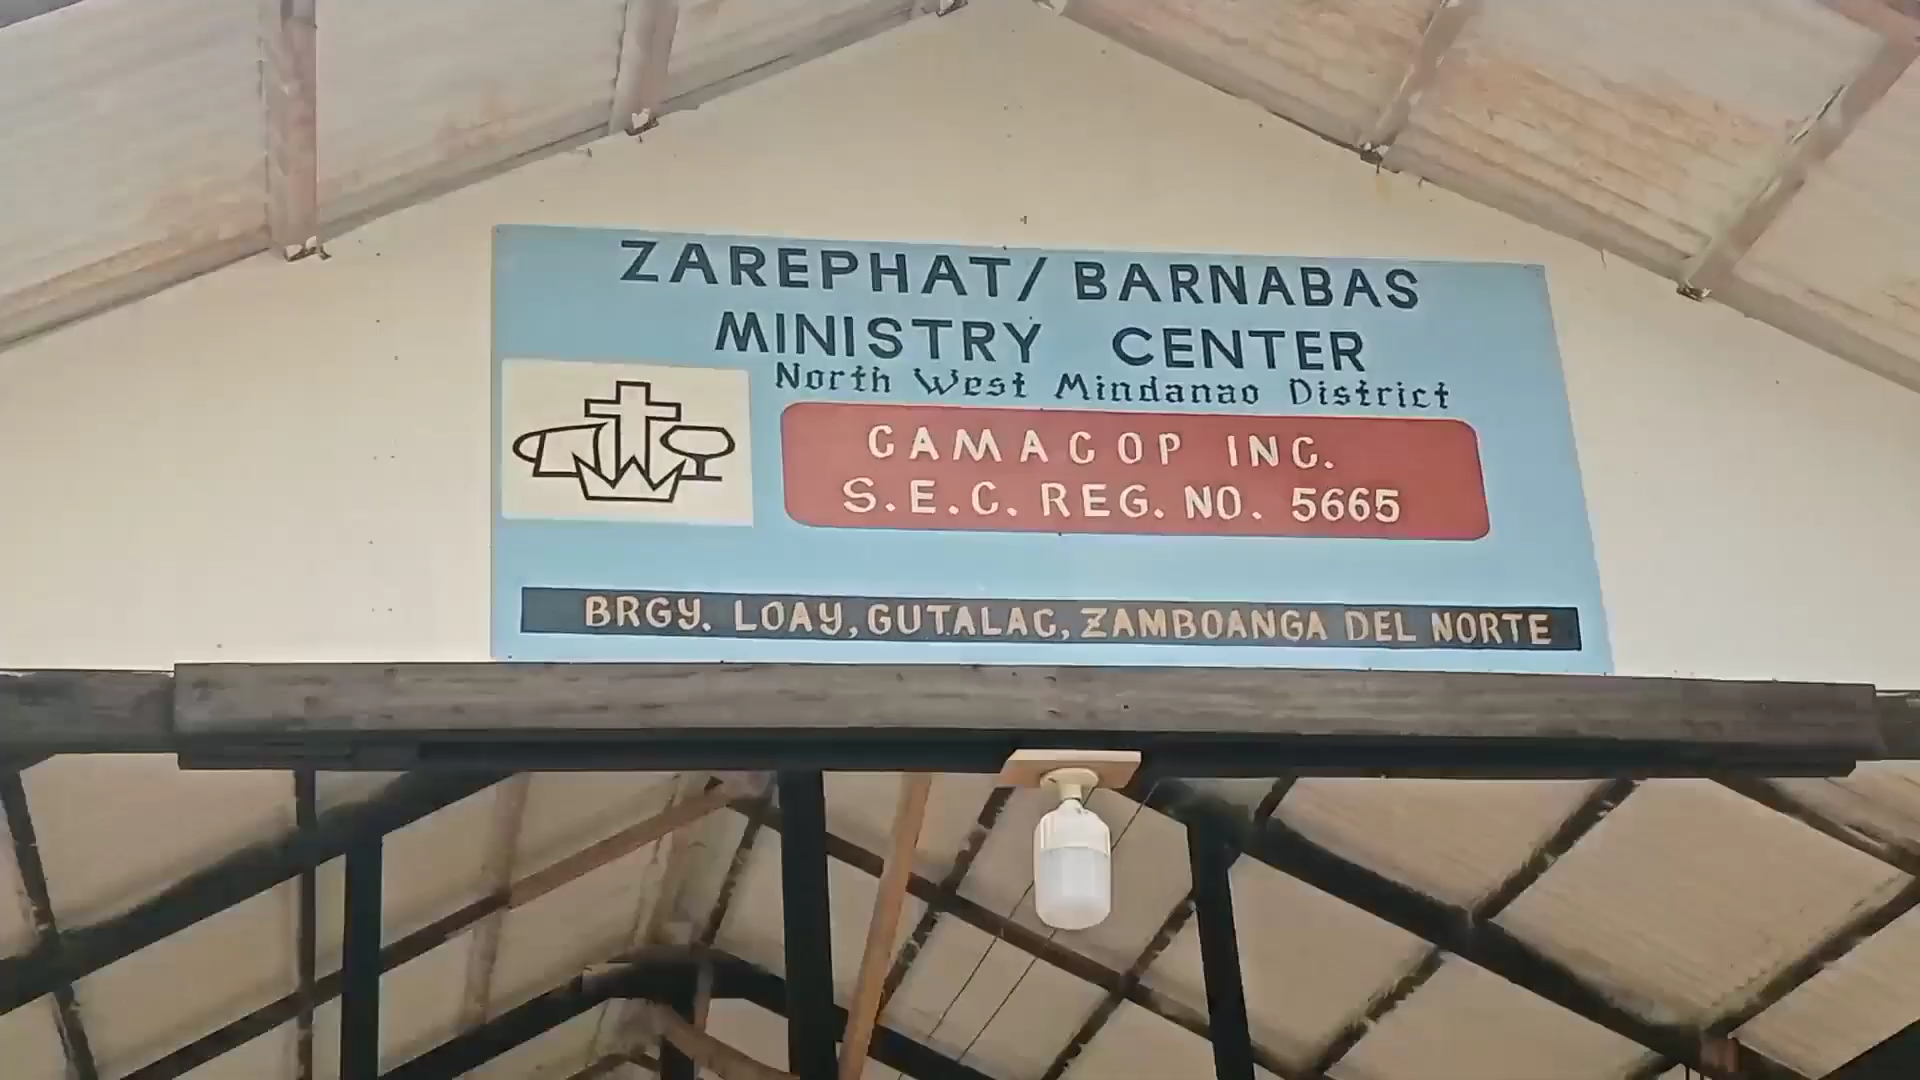 ZAREPHAT/ BARNABAS
MINISTRY CENTER
North West Mindanao District
CAMACOP INC.
S.E.C. REG. NO. 5665
BRGY. LOAY, GUTALAC, ZAMBOANGA DEL NORTE